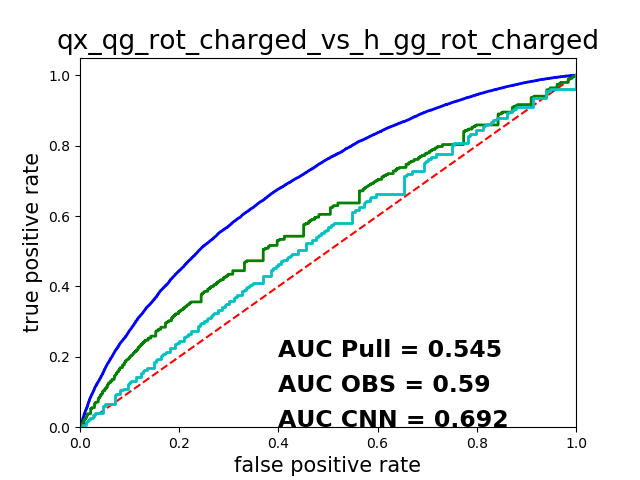 qx_qg_rot_charged_vs_h_gg_rot_charged
true positive rate
1.0
0.8
0.6
0.4
0.2
0.0
AUC Pull = 0.545
AUC OBS = 0.59
AUC CNN = 0.692
0.0 0.2 0.4 0.6 0.8 1.0
false positive rate